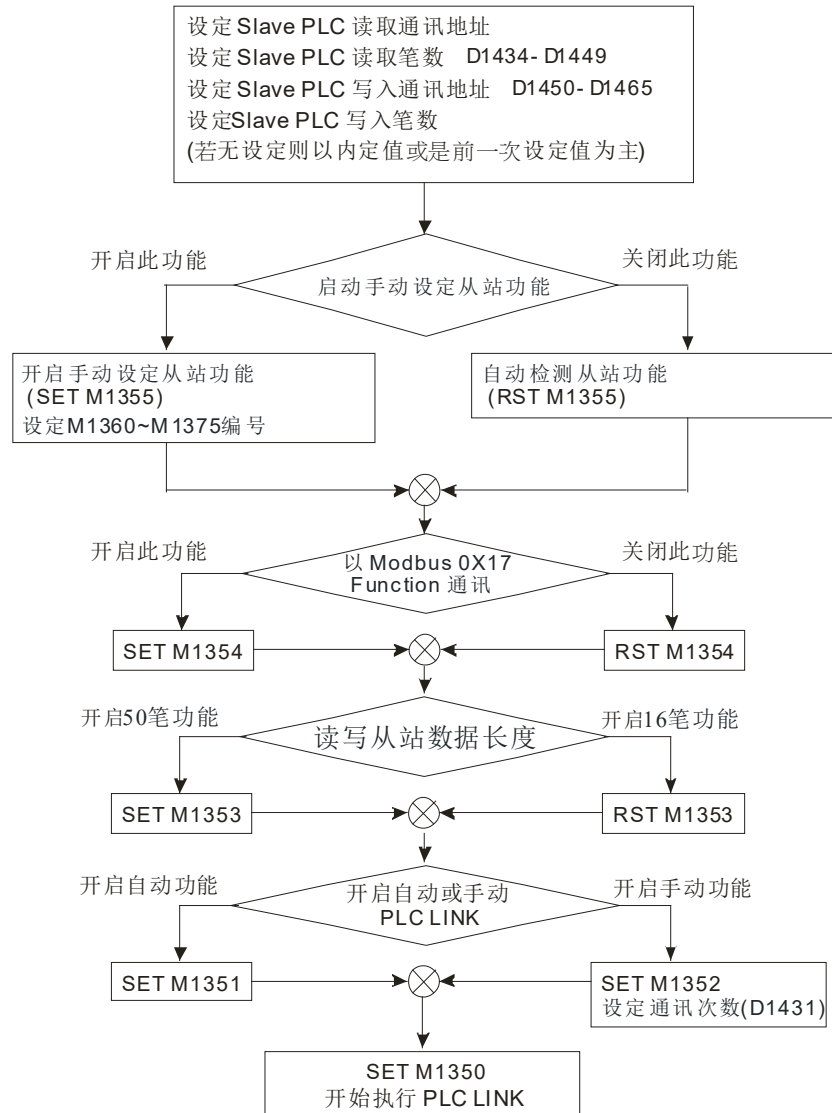 设定Slave PLC 读取通讯地址
设定Slave PLC 读取笔数 D1434- D1449
设定Slave PLC 写入通讯地址 D1450- D1465
设定Slave PLC 写入笔数
(若无设定则以内定值或是前一次设定值为主)
开启此功能
关闭此功能
启动手动设定从站功能
开启手动设定从站功能
(SET M1355)
设定M1360~M1375编号
自动检测从站功能
(RST M1355)
开启此功能
关闭此功能
以 Modbus 0X17
Function 通讯
SET M1354
RST M1354
开启50笔功能
开启16笔功能
读写从站数据长度
SET M1353
RST M1353
开启自动功能
开启手动功能
开启自动或手动
PLC LINK
SET M1351
SET M1352
设定通讯次数(D1431)
SET M1350
开始执行 PLC LINK